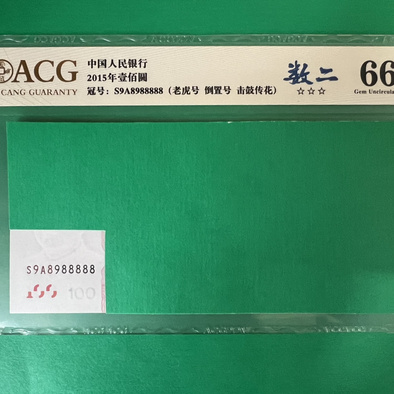 ACG
CANG GUARANTY
中国人民银行
2015年壹佰圆
冠号：S9A8988888（老虎号 倒置号 击鼓传花）
数二
☆☆☆
66
Gem Uncircula
S9A8988888
100